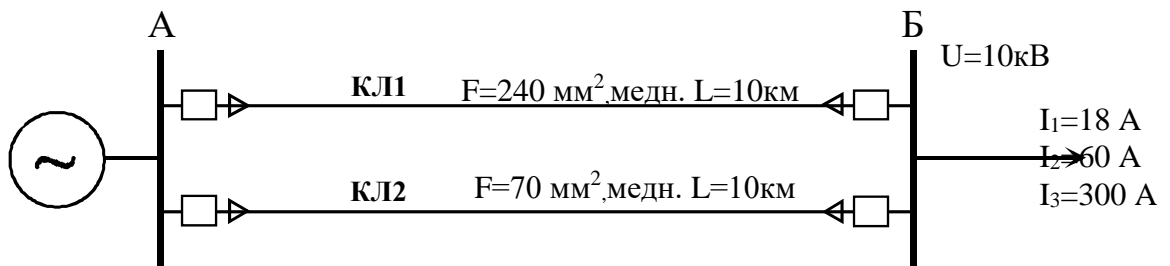 А
Б
U=10кВ
КЛ1
F=240 мм²,медн. L=10км
I₁=18 А
I₂=60 А
I₃=300 А
КЛ2
F=70 мм²,медн. L=10км
~